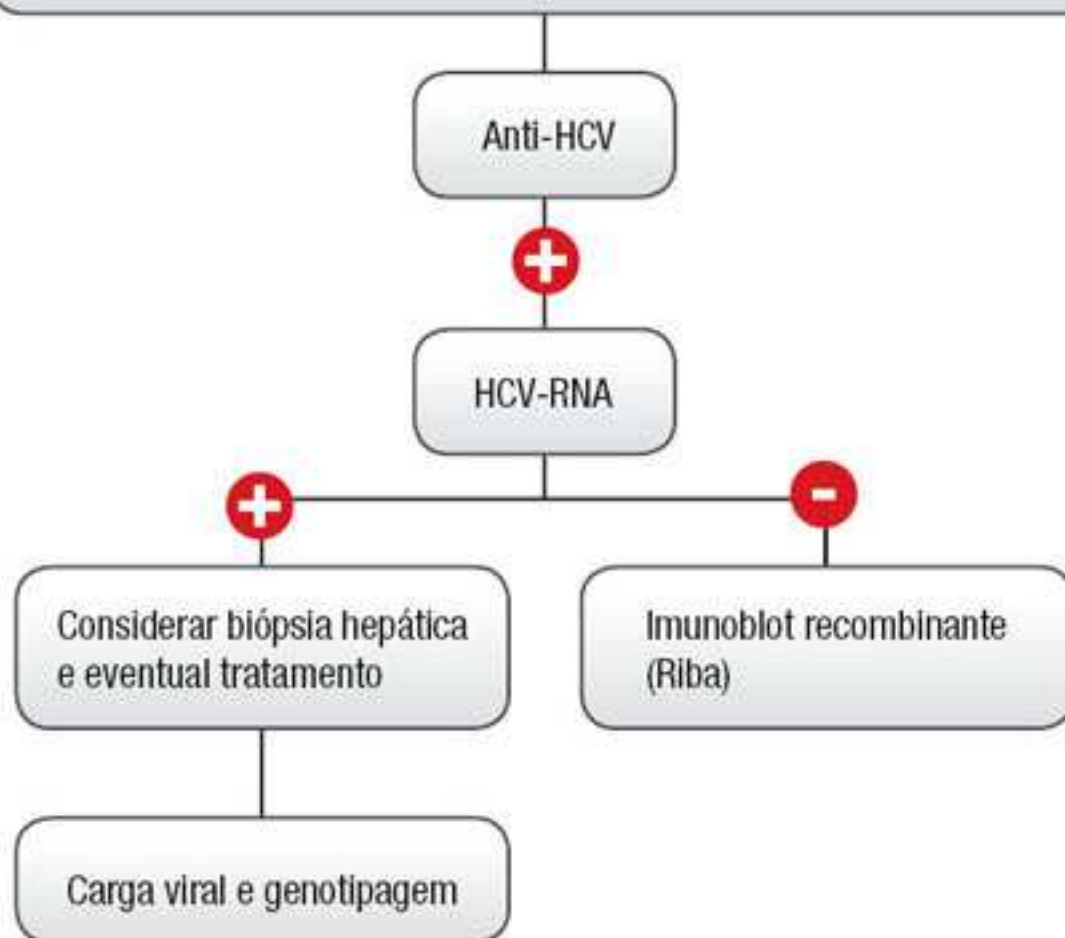 Anti-HCV
+
HCV-RNA
+
-
Considerar biópsia hepática
e eventual tratamento
Imunoblot recombinante
(Riba)
Carga viral e genotipagem